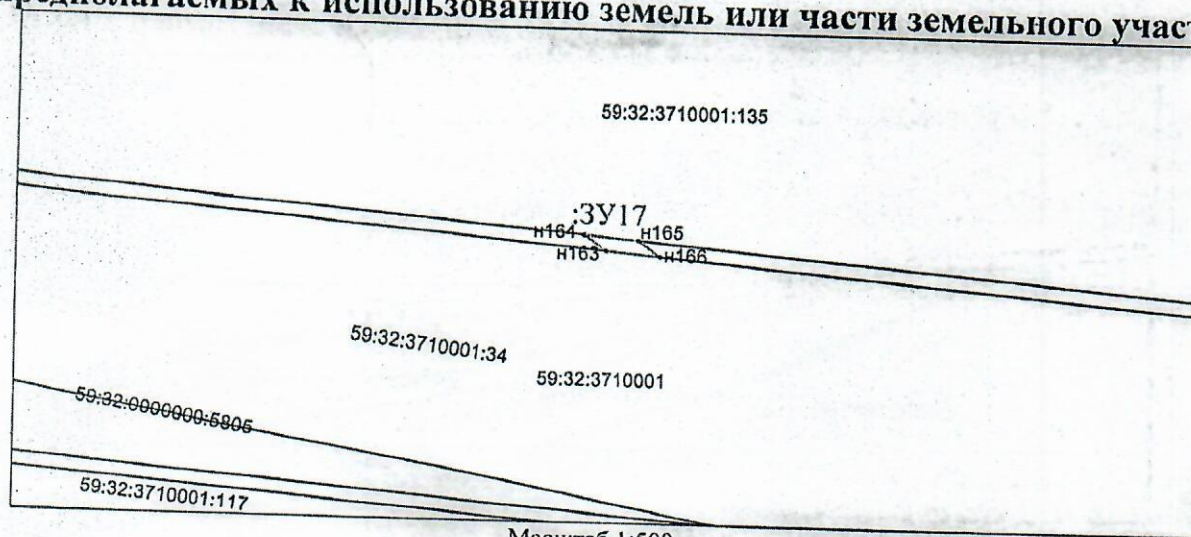 предполагаемых к использованию земель или части земельного участ
59:32:3710001:135
:ЗУ17
н164 н165
н163 н166
59:32:3710001:34
59:32:3710001
59:32:0000000:5805
59:32:3710001:117
Масштаб 1:500